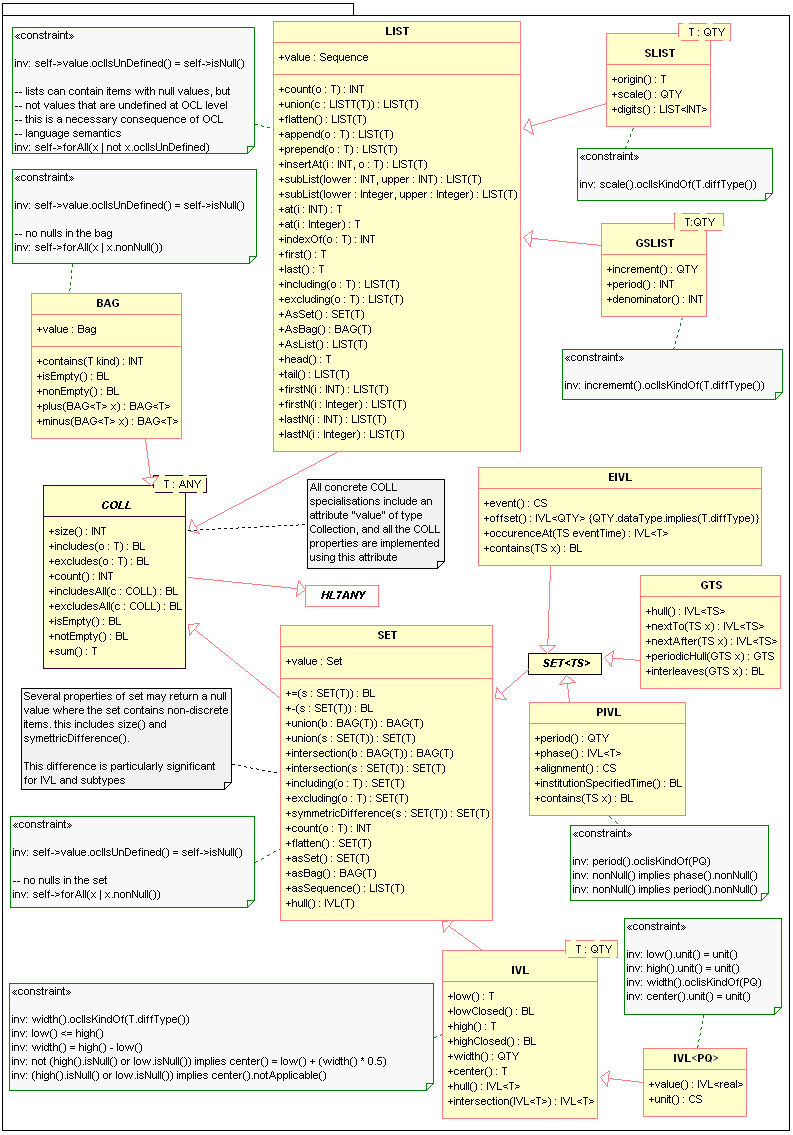 «constraint»
inv: self->value.oclIsUnDefined() = self->isNull()
-- lists can contain items with null values, but
-- not values that are undefined at OCL level
-- this is a necessary consequence of OCL
-- language semantics
inv: self->forAll(x | not x.oclIsUnDefined)
«constraint»
inv: self->value.oclIsUnDefined() = self->isNull()
-- no nulls in the bag
inv: self->forAll(x | x.nonNull())
BAG
+value : Bag
+contains(T kind) : INT
+isEmpty() : BL
+nonEmpty() : BL
+plus(BAG<T> x) : BAG<T>
+minus(BAG<T> x) : BAG<T>
LIST
+value : Sequence
+count(o : T) : INT
+union(c : LISTT(T)) : LIST(T)
+flatten() : LIST(T)
+append(o : T) : LIST(T)
+prepend(o : T) : LIST(T)
+insertAt(i : INT, o : T) : LIST(T)
+subList(lower : INT, upper : INT) : LIST(T)
+subList(lower : Integer, upper : Integer) : LIST(T)
+at(i : INT) : T
+at(i : Integer) : T
+indexOf(o : T) : INT
+first() : T
+last() : T
+including(o : T) : LIST(T)
+excluding(o : T) : LIST(T)
+AsSet() : SET(T)
+AsBag() : BAG(T)
+AsList() : LIST(T)
+head() : T
+tail() : LIST(T)
+firstN(i : INT) : LIST(T)
+firstN(i : Integer) : LIST(T)
+lastN(i : INT) : LIST(T)
+lastN(i : Integer) : LIST(T)
T : QTY
SLIST
+origin() : T
+scale() : QTY
+digits() : LIST<INT>
«constraint»
inv: scale().oclIsKindOf(T.diffType())
T:QTY
GSLIST
+increment() : QTY
+period() : INT
+denominator() : INT
«constraint»
inv: increment().oclIsKindOf(T.diffType())
T : ANY
COLL
+size() : INT
+includes(o : T) : BL
+excludes(o : T) : BL
+count() : INT
+includesAll(c : COLL) : BL
+excludesAll(c : COLL) : BL
+isEmpty() : BL
+notEmpty() : BL
+sum() : T
All concrete COLL
specialisations include an
attribute "value" of type
Collection, and all the COLL
properties are implemented
using this attribute
HL7ANY
EIVL
+event() : CS
+offset() : IVL<QTY> {QTY.dataType.implies(T.diffType)}
+occurenceAt(TS eventTime) : IVL<T>
+contains(TS x) : BL
GTS
+hull() : IVL<TS>
+nextTo(TS x) : IVL<TS>
+nextAfter(TS x) : IVL<TS>
+periodicHull(GTS x) : GTS
+interleaves(GTS x) : BL
SET<TS>
SET
+value : Set
+=(s : SET(T)) : BL
+-(s : SET(T)) : BL
+union(b : BAG(T)) : BAG(T)
+union(s : SET(T)) : SET(T)
+intersection(b : BAG(T)) : BAG(T)
+intersection(s : SET(T)) : SET(T)
+including(o : T) : SET(T)
+excluding(o : T) : SET(T)
+symmetricDifference(s : SET(T)) : SET(T)
+count(o : T) : INT
+flatten() : SET(T)
+asSet() : SET(T)
+asBag() : BAG(T)
+asSequence() : LIST(T)
+hull() : IVL(T)
Several properties of set may return a null
value where the set contains non-discrete
items. this includes size() and
symettricDifference().
This difference is particularly significant
for IVL and subtypes
«constraint»
inv: self->value.oclIsUnDefined() = self->isNull()
-- no nulls in the set
inv: self->forAll(x | x.nonNull())
PIVL
+period() : QTY
+phase() : IVL<T>
+alignment() : CS
+institutionSpecifiedTime() : BL
+contains(TS x) : BL
«constraint»
inv: period().oclisKindOf(PQ)
inv: nonNull() implies phase().nonNull()
inv: nonNull() implies period().nonNull()
T : QTY
IVL
+low() : T
+lowClosed() : BL
+high() : T
+highClosed() : BL
+width() : QTY
+center() : T
+hull() : IVL<T>
+intersection(IVL<T>) : IVL<T>
«constraint»
inv: low().unit() = unit()
inv: high().unit() = unit()
inv: width().oclisKindOf(PQ)
inv: center().unit() = unit()
«constraint»
inv: width().oclIsKindOf(T.diffType())
inv: low() <= high()
inv: width() = high() - low()
inv: not (high().isNull() or low.isNull()) implies center() = low() + (width() * 0.5)
inv: (high().isNull() or low.isNull()) implies center().notApplicable()
IVL<PQ>
+value() : IVL<real>
+unit() : CS